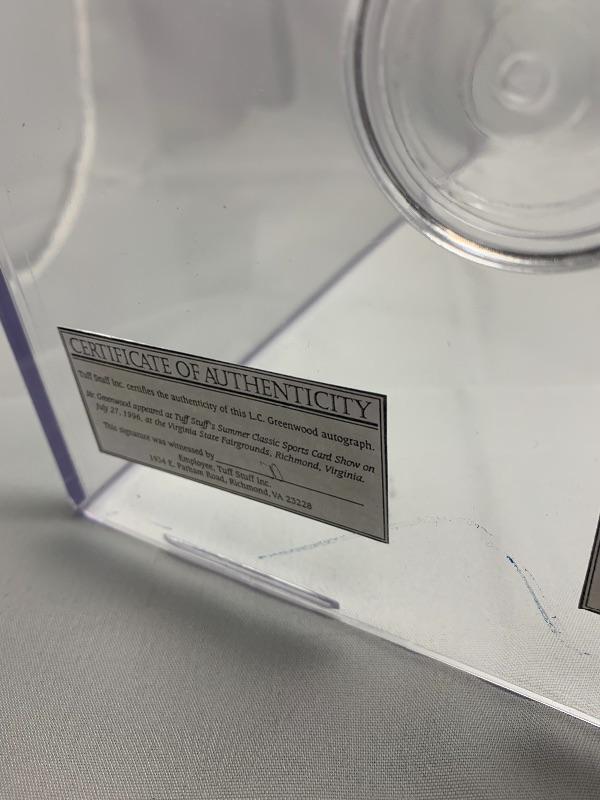 CERTIFICATE OF AUTHENTICITY
Tuff Stuff Inc. certifies the authenticity of this L.C. Greenwood autograph.
Mr. Greenwood appeared at Tuff Stuff's Summer Classic Sports Card Show on
July 27, 1996, at the Virginia State Fairgrounds, Richmond, Virginia.
This signature was witnessed by
Employee, Tuff Stuff Inc.
1934 E. Parham Road, Richmond, VA 23228